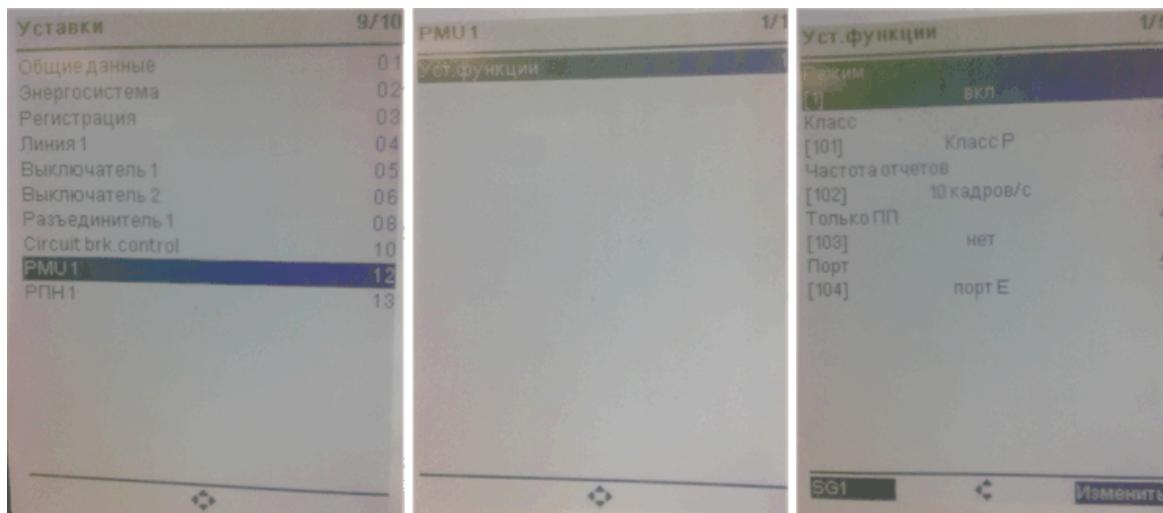 Уставки 9/10
Общие данные 01
Энергосистема 02
Регистрация 03
Линия 1 04
Выключатель 1 05
Выключатель 2 06
Разъединитель 1 08
Circuit brk.control 10
PMU 1 12
РПН 1 13
PMU 1 1/1
Уст.функции
Уст.функции 1/5
Режим
[1] вкл
Класс
[101] Класс P
Частота отчетов
[102] 10 кадров/с
Только ПП
[103] нет
Порт
[104] порт E
SG1 Изменить